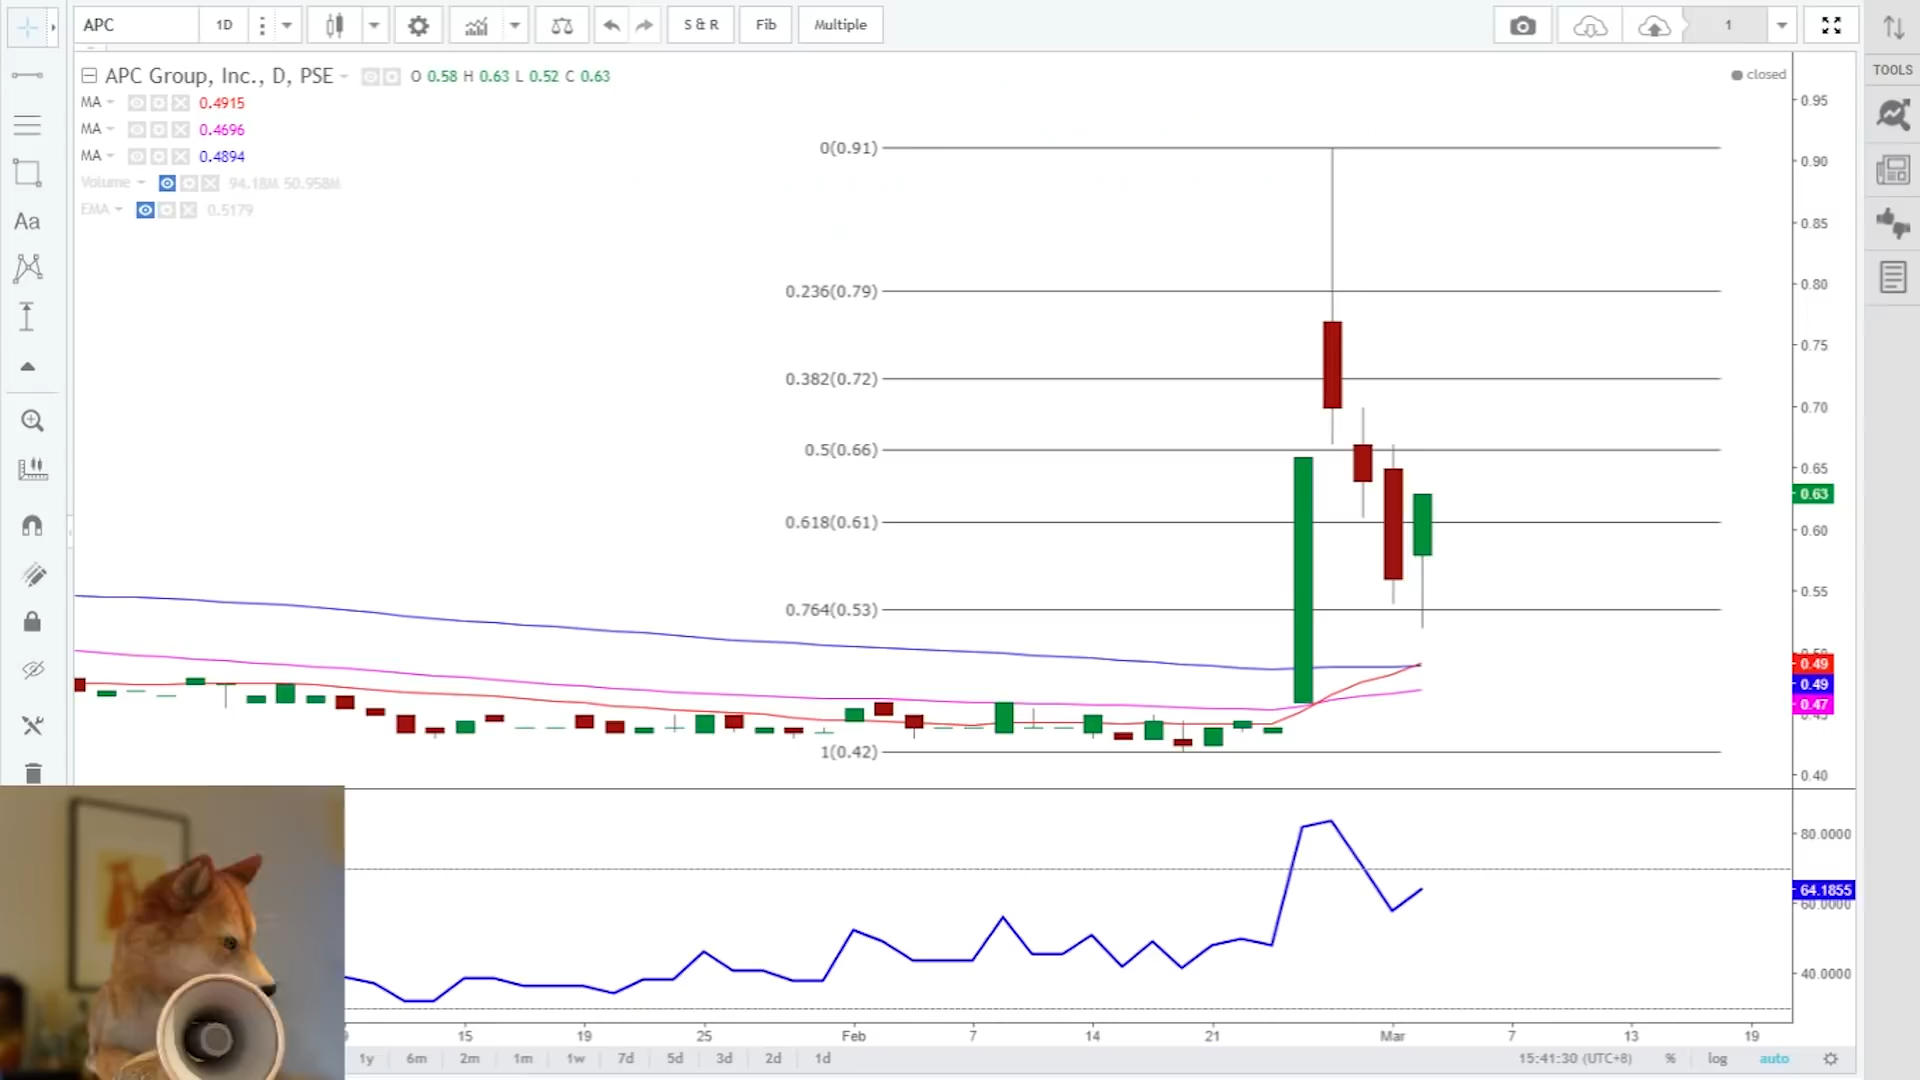 APC 1D S & R Fib Multiple 1
TOOLS
APC Group, Inc., D, PSE O 0.58 H 0.63 L 0.52 C 0.63
closed
MA 0.4915
MA 0.4696
MA 0.4894
Volume 94.18M 50.958M
EMA 0.5179
Aa
0(0.91)
0.236(0.79)
0.382(0.72)
0.5(0.66)
0.618(0.61)
0.764(0.53)
1(0.42)
0.95
0.90
0.85
0.80
0.75
0.70
0.65
0.63
0.60
0.55
0.49
0.49
0.47
0.40
80.0000
64.1855
60.0000
40.0000
15 19 25 Feb 7 14 21 Mar 7 13 19
1y 6m 2m 1m 1w 7d 5d 3d 2d 1d 15:41:30 (UTC+8) % log auto